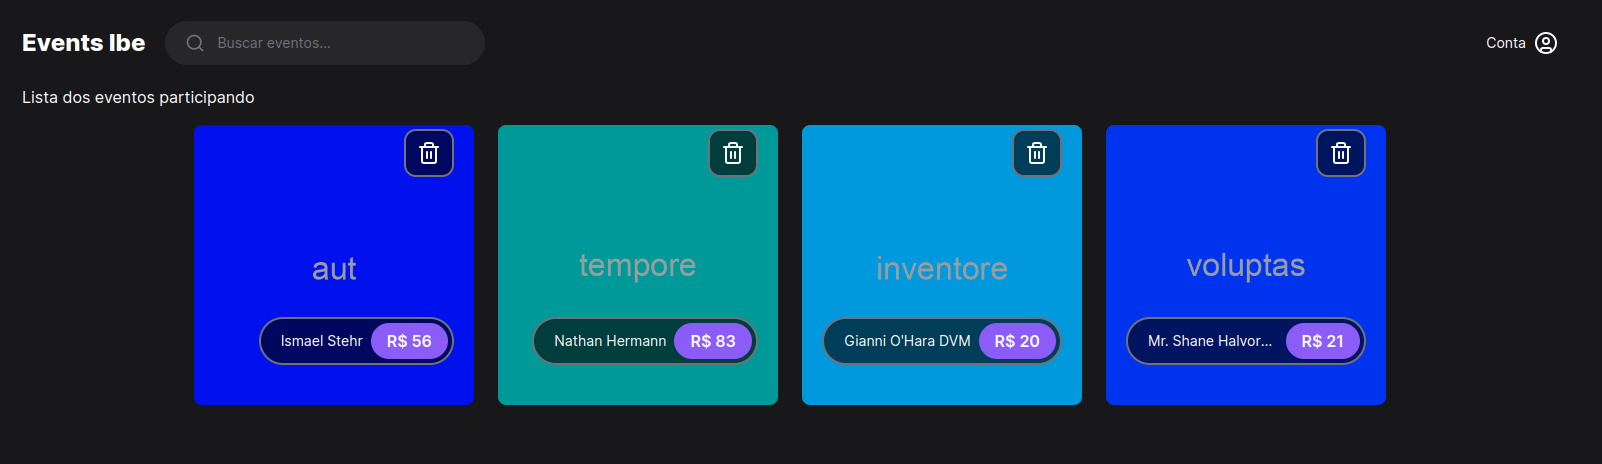 Events Ibe
Buscar eventos...
Conta
Lista dos eventos participando
aut
Ismael Stehr R$ 56
tempore
Nathan Hermann R$ 83
inventore
Gianni O'Hara DVM R$ 20
voluptas
Mr. Shane Halvor... R$ 21